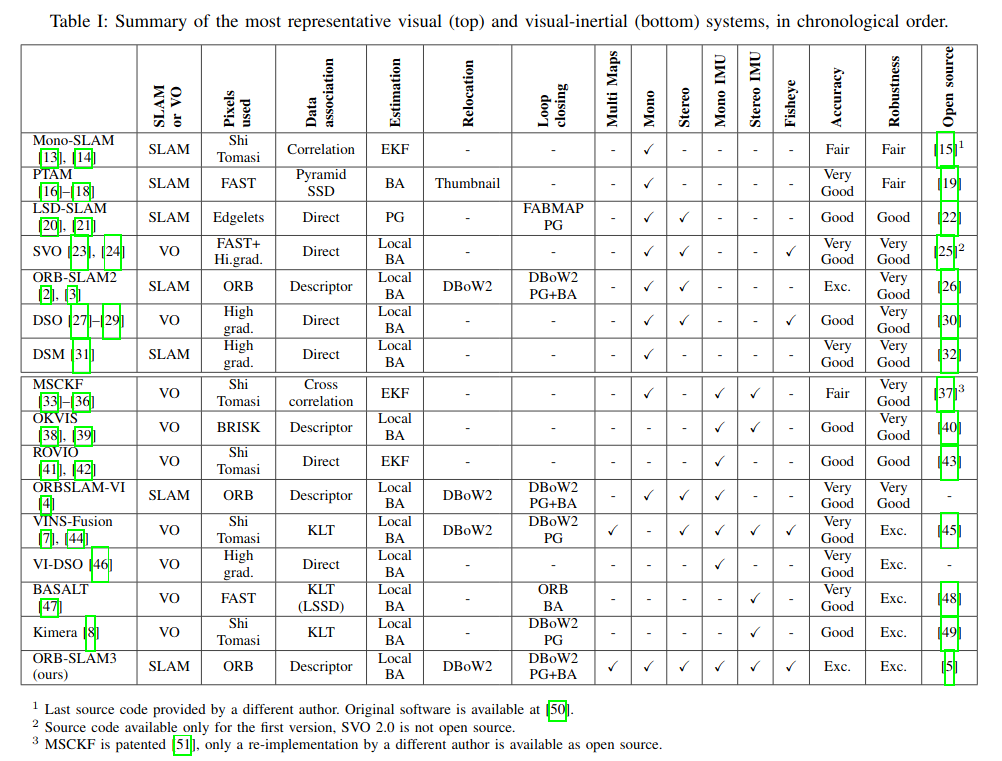 Table I: Summary of the most representative visual (top) and visual-inertial (bottom) systems, in chronological order.
SLAM or VO | Pixels used | Data association | Estimation | Relocation | Loop closing | Multi Maps | Mono | Stereo | Mono IMU | Stereo IMU | Fisheye | Accuracy | Robustness | Open source
Mono-SLAM [13], [14] | SLAM | Shi Tomasi | Correlation | EKF | - | - | - | ✓ | - | - | - | - | Fair | Fair | [15]1
PTAM [16]–[18] | SLAM | FAST | Pyramid SSD | BA | Thumbnail | - | - | ✓ | - | - | - | - | Very Good | Fair | [19]
LSD-SLAM [20], [21] | SLAM | Edgelets | Direct | PG | - | FABMAP PG | - | ✓ | ✓ | - | - | - | Good | Good | [22]
SVO [23], [24] | VO | FAST+ Hi.grad. | Direct | Local BA | - | - | - | ✓ | ✓ | - | - | ✓ | Very Good | Very Good | [25]2
ORB-SLAM2 [2], [3] | SLAM | ORB | Descriptor | Local BA | DBoW2 | DBoW2 PG+BA | - | ✓ | ✓ | - | - | - | Exc. | Very Good | [26]
DSO [27]–[29] | VO | High grad. | Direct | Local BA | - | - | - | ✓ | ✓ | - | - | ✓ | Good | Very Good | [30]
DSM [31] | SLAM | High grad. | Direct | Local BA | - | - | - | ✓ | - | - | - | - | Very Good | Very Good | [32]
MSCKF [33]–[36] | VO | Shi Tomasi | Cross correlation | EKF | - | - | - | ✓ | - | ✓ | ✓ | - | Fair | Very Good | [37]3
OKVIS [38], [39] | VO | BRISK | Descriptor | Local BA | - | - | - | - | - | ✓ | ✓ | - | Good | Very Good | [40]
ROVIO [41], [42] | VO | Shi Tomasi | Direct | EKF | - | - | - | - | - | ✓ | - | - | Good | Good | [43]
ORBSLAM-VI [4] | SLAM | ORB | Descriptor | Local BA | DBoW2 | DBoW2 PG+BA | - | ✓ | ✓ | ✓ | - | - | Very Good | Very Good | -
VINS-Fusion [7], [44] | VO | Shi Tomasi | KLT | Local BA | DBoW2 | DBoW2 PG | ✓ | - | ✓ | ✓ | ✓ | ✓ | Very Good | Exc. | [45]
VI-DSO [46] | VO | High grad. | Direct | Local BA | - | - | - | - | - | ✓ | - | - | Very Good | Exc. | -
BASALT [47] | VO | FAST | KLT (LSSD) | Local BA | - | ORB BA | - | - | - | - | ✓ | - | Very Good | Exc. | [48]
Kimera [8] | VO | Shi Tomasi | KLT | Local BA | - | DBoW2 PG | - | - | - | - | ✓ | - | Good | Exc. | [49]
ORB-SLAM3 (ours) | SLAM | ORB | Descriptor | Local BA | DBoW2 | DBoW2 PG+BA | ✓ | ✓ | ✓ | ✓ | ✓ | ✓ | Exc. | Exc. | [5]
1 Last source code provided by a different author. Original software is available at [50].
2 Source code available only for the first version, SVO 2.0 is not open source.
3 MSCKF is patented [51], only a re-implementation by a different author is available as open source.